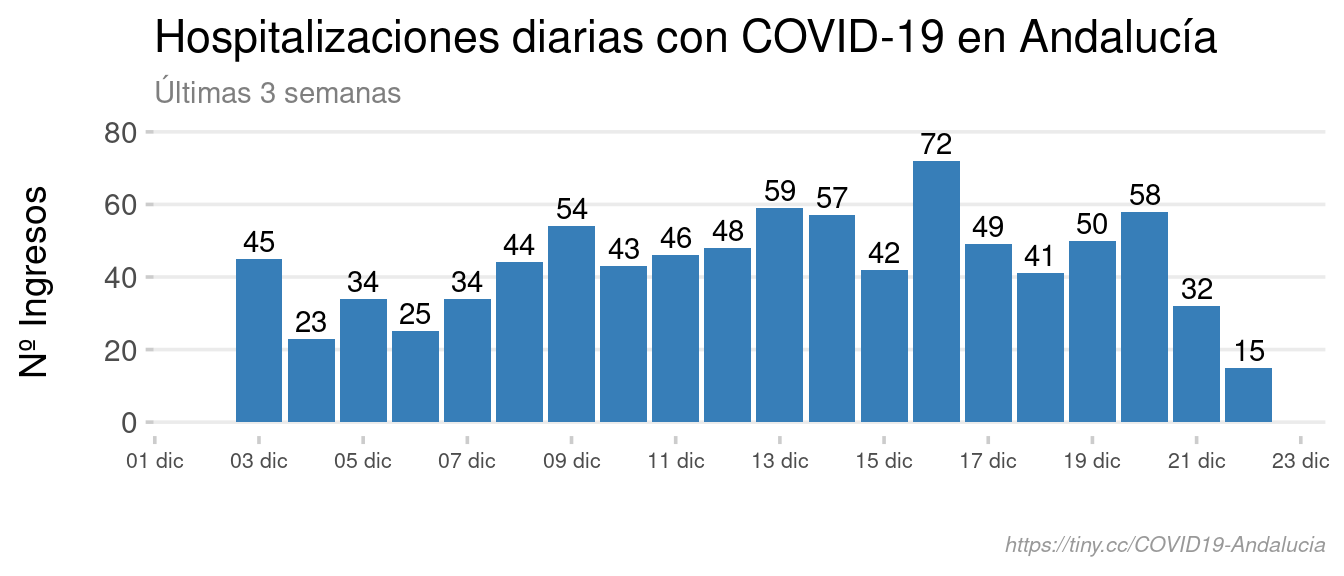 Hospitalizaciones diarias con COVID-19 en Andalucía
Últimas 3 semanas
Nº Ingresos
80
60
40
20
0
45 23 34 25 34 44 54 43 46 48 59 57 42 72 49 41 50 58 32 15
01 dic 03 dic 05 dic 07 dic 09 dic 11 dic 13 dic 15 dic 17 dic 19 dic 21 dic 23 dic
https://tiny.cc/COVID19-Andalucia